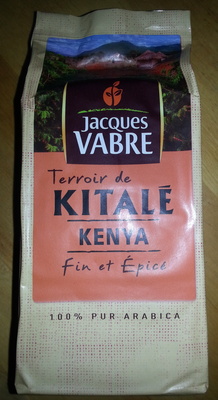 Jacques
VABRE
Terroir de
KITALÉ
KENYA
Fin et Épicé
100% PUR ARABICA